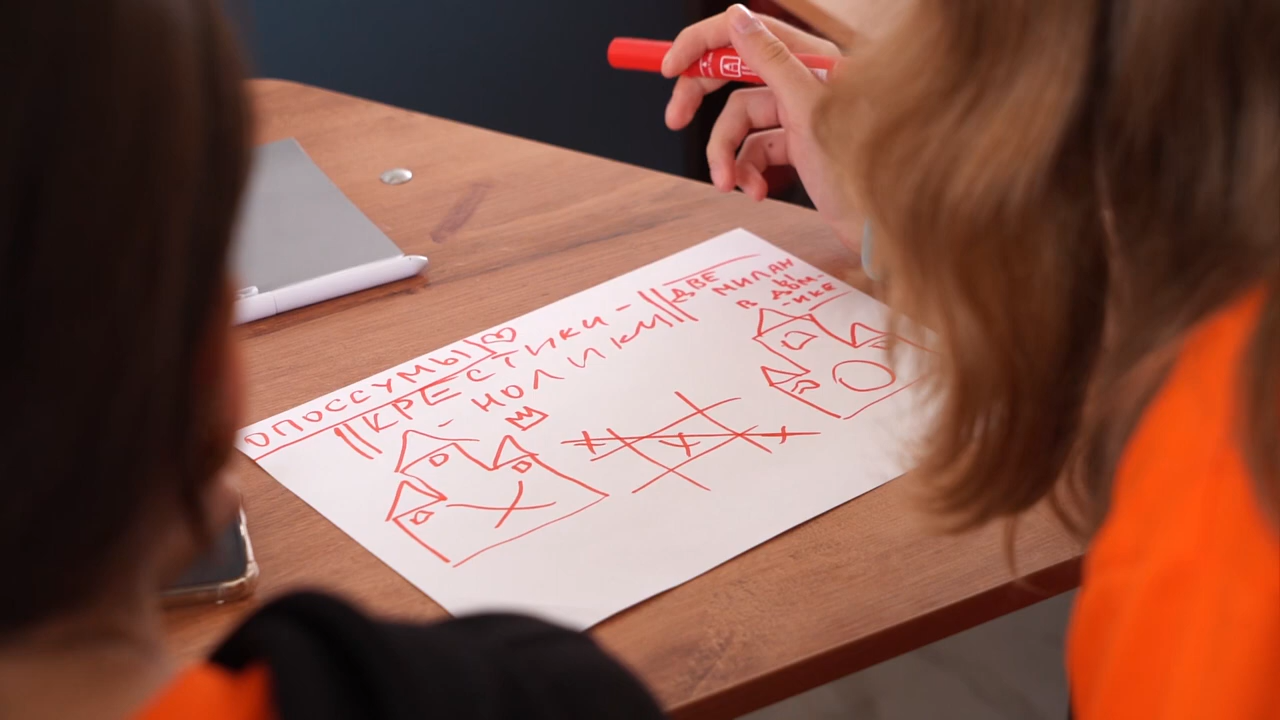 ОПОССУМЫ
КРЕСТИКИ-
- НОЛИКИ
ДВЕ
МИЛАН
Ы
В ДОМ-
-ИКЕ